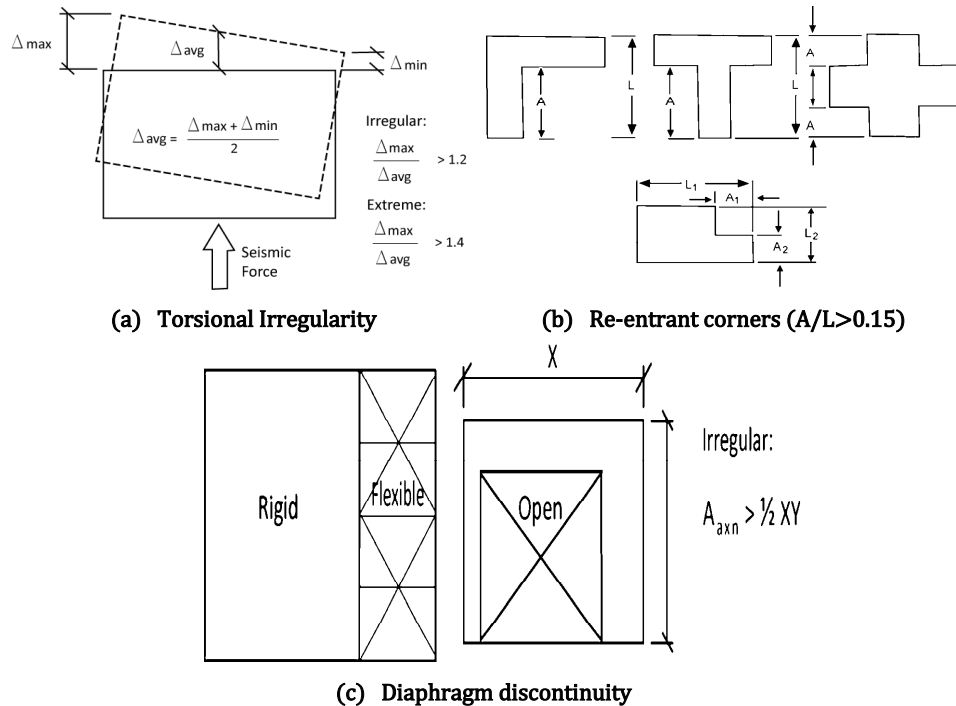 Δ max
Δ avg
Δ min
Δ avg = Δ max + Δ min / 2
Irregular:
Δ max / Δ avg > 1.2
Extreme:
Δ max / Δ avg > 1.4
Seismic
Force
(a) Torsional Irregularity
A
L
A
L
A
A
L₁
A₁
A₂
L₂
(b) Re-entrant corners (A/L>0.15)
Rigid
Flexible
X
Open
Irregular:
Aaxn > ½ XY
(c) Diaphragm discontinuity